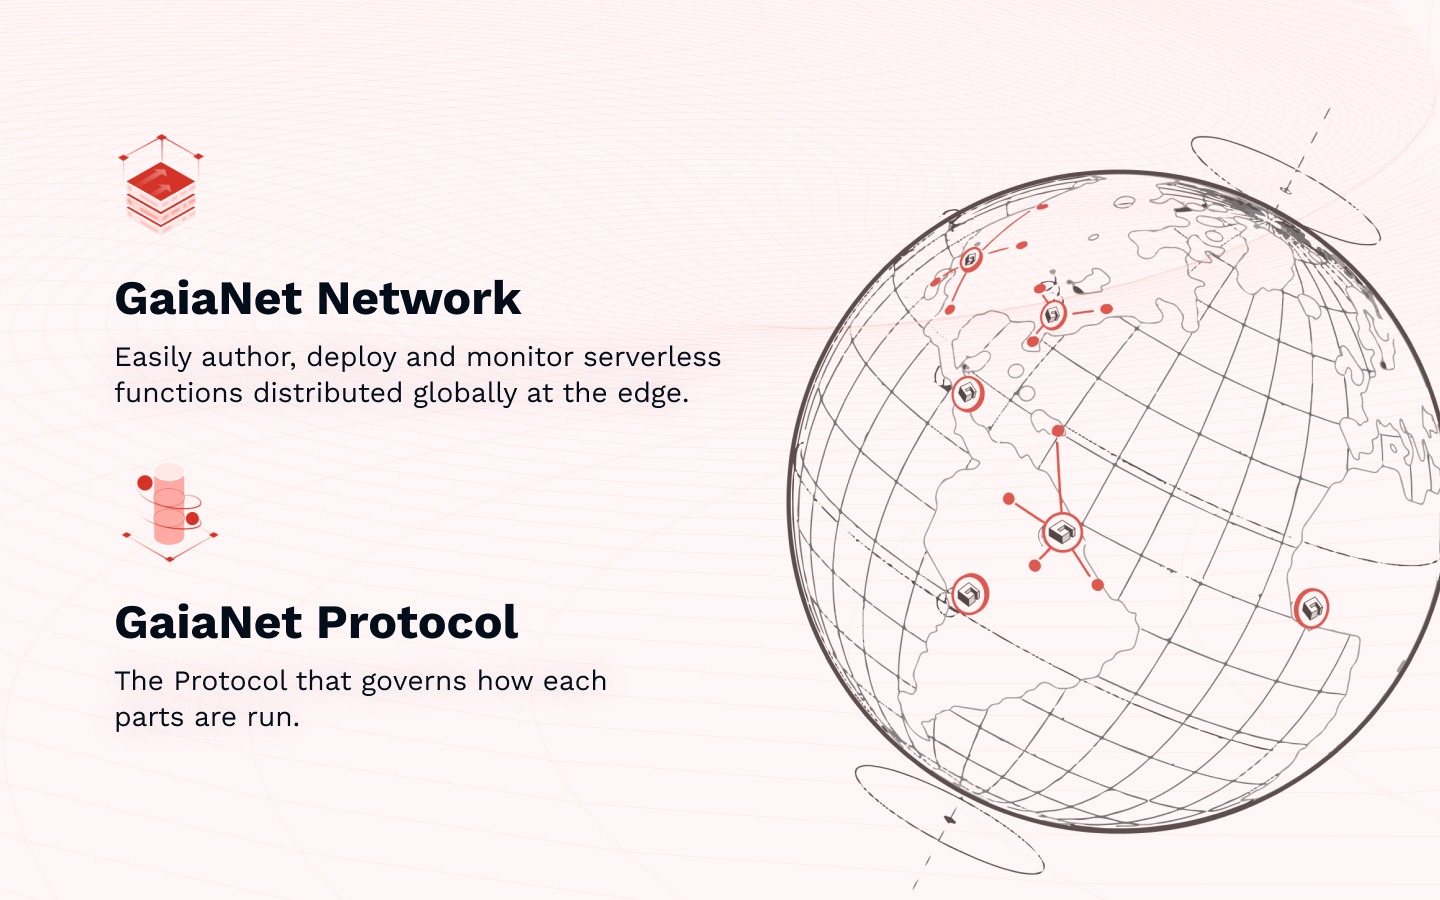 GaiaNet Network
Easily author, deploy and monitor serverless
functions distributed globally at the edge.
GaiaNet Protocol
The Protocol that governs how each
parts are run.